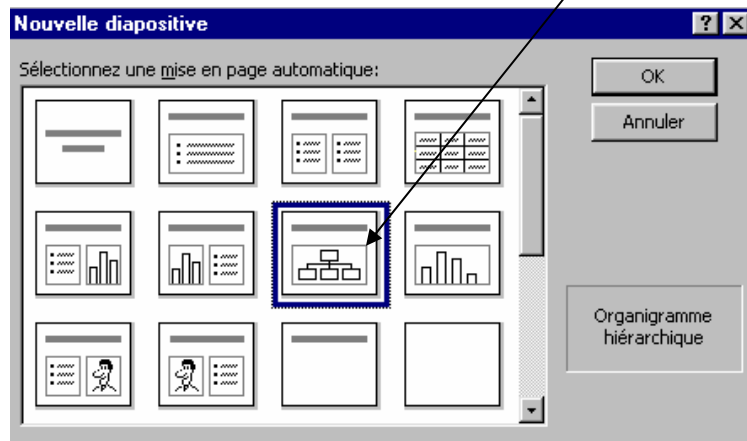 Nouvelle diapositive
Sélectionnez une mise en page automatique:
OK
Annuler
Organigramme
hiérarchique